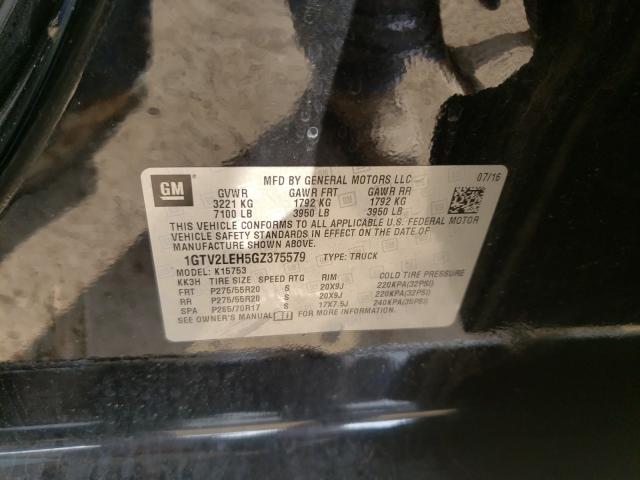 MFD BY GENERAL MOTORS LLC 07/16
GM GVWR GAWR FRT GAWR RR
3221 KG 1792 KG 1792 KG
7100 LB 3950 LB 3950 LB
THIS VEHICLE CONFORMS TO ALL APPLICABLE U.S. FEDERAL MOTOR
VEHICLE SAFETY STANDARDS IN EFFECT ON THE DATE OF
MANUFACTURE SHOWN ABOVE.
1GTV2LEH5GZ375579 TYPE: TRUCK
MODEL: K15753
KK3H TIRE SIZE SPEED RTG RIM COLD TIRE PRESSURE
FRT P275/55R20 S 20X9J 220KPA(32PSI)
RR P275/55R20 S 20X9J 220KPA(32PSI)
SPA P265/70R17 S 17X7.5J 240KPA(35PSI)
SEE OWNER'S MANUAL FOR MORE INFORMATION.